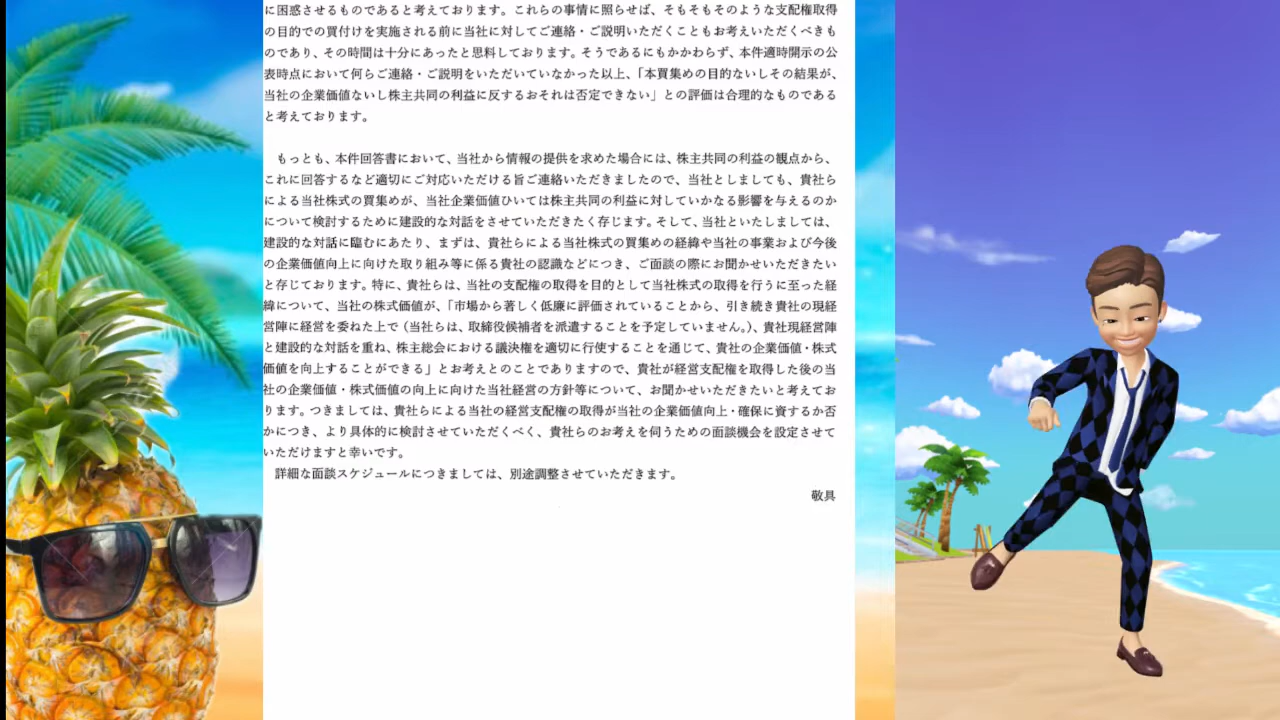 に困惑させるものであると考えております。これらの事情に照らせば、そもそもそのような支配権取得
の目的での買付けを実施される前に当社に対してご連絡・ご説明いただくこともお考えいただくべきも
のであり、その時間は十分にあったと思料しております。そうであるにもかかわらず、本件適時開示の公
表時点において何らご連絡・ご説明をいただいていなかった以上、「本買集めの目的ないしその結果が、
当社の企業価値ないし株主共同の利益に反するおそれは否定できない」との評価は合理的なものである
と考えております。
もっとも、本件回答書において、当社から情報の提供を求めた場合には、株主共同の利益の観点から、
これに回答するなど適切にご対応いただける旨ご連絡いただきましたので、当社としましても、貴社ら
による当社株式の買集めが、当社企業価値ひいては株主共同の利益に対していかなる影響を与えるのか
について検討するために建設的な対話をさせていただきたく存じます。そして、当社といたしましては、
建設的な対話に臨むにあたり、まずは、貴社らによる当社株式の買集めの経緯や当社の事業および今後
の企業価値向上に向けた取り組み等に係る貴社の認識などにつき、ご面談の際にお聞かせいただきたい
と存じております。特に、貴社らは、当社の支配権の取得を目的として当社株式の取得を行うに至った経
緯について、当社の株式価値が、「市場から著しく低廉に評価されていることから、引き続き貴社の現経
営陣に経営を委ねた上で（当社らは、取締役候補者を派遣することを予定していません。）、貴社現経営陣
と建設的な対話を重ね、株主総会における議決権を適切に行使することを通じて、貴社の企業価値・株式
価値を向上することができる」とお考えとのことでありますので、貴社が経営支配権を取得した後の当
社の企業価値・株式価値の向上に向けた当社経営の方針等について、お聞かせいただきたいと考えてお
ります。つきましては、貴社らによる当社の経営支配権の取得が当社の企業価値向上・確保に資するか否
かにつき、より具体的に検討させていただくべく、貴社らのお考えを伺うための面談機会を設定させて
いただけますと幸いです。
詳細な面談スケジュールにつきましては、別途調整させていただきます。
敬具